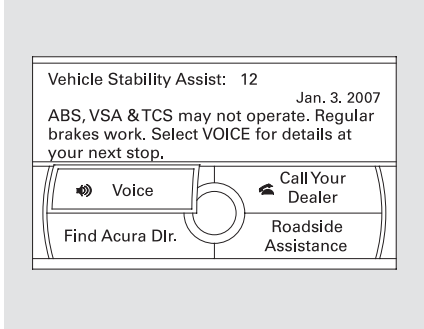 Vehicle Stability Assist: 12
Jan. 3. 2007
ABS, VSA & TCS may not operate. Regular
brakes work. Select VOICE for details at
your next stop.
Voice
Call Your
Dealer
Find Acura Dlr.
Roadside
Assistance